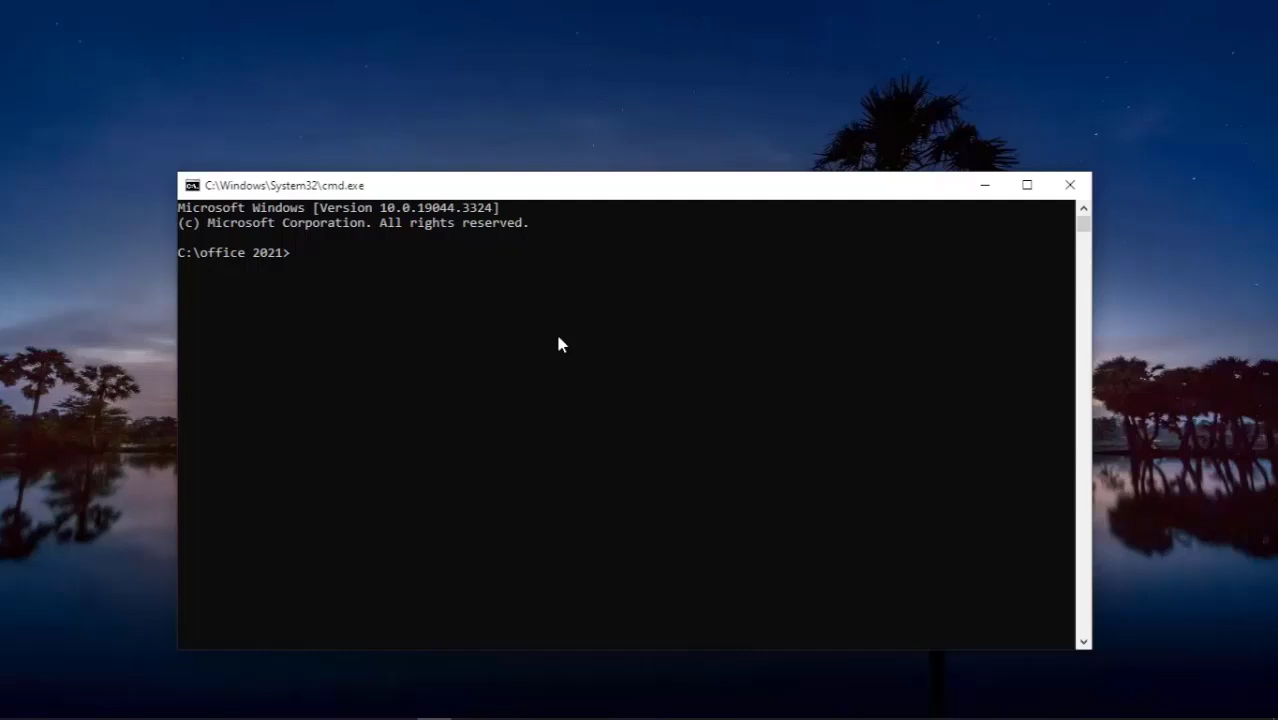 C:\Windows\System32\cmd.exe
Microsoft Windows [Version 10.0.19044.3324]
(c) Microsoft Corporation. All rights reserved.
C:\office 2021>